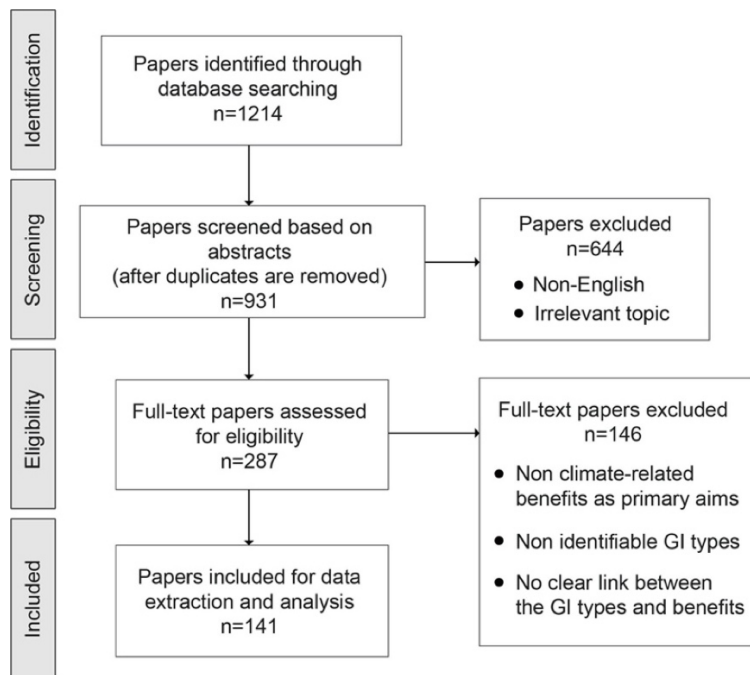 Identification
Papers identified through
database searching
n=1214
Screening
Papers screened based on
abstracts
(after duplicates are removed)
n=931
Papers excluded
n=644
● Non-English
● Irrelevant topic
Eligibility
Full-text papers assessed
for eligibility
n=287
Full-text papers excluded
n=146
● Non climate-related
benefits as primary aims
● Non identifiable GI types
● No clear link between
the GI types and benefits
Included
Papers included for data
extraction and analysis
n=141